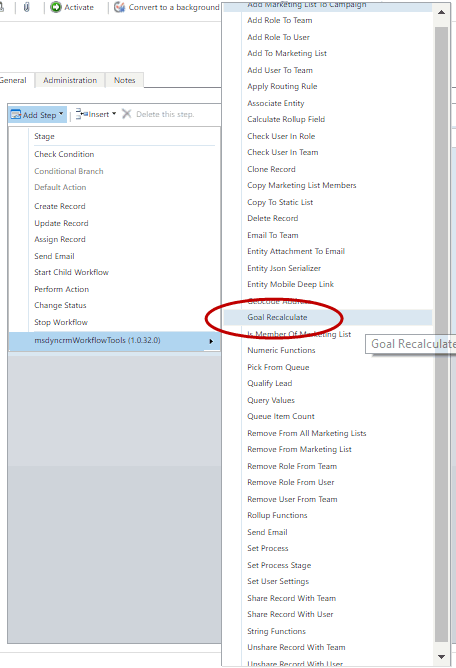 Activate
Convert to a background
General
Administration
Notes
Add Step
Insert
Delete this step.
Stage
Check Condition
Conditional Branch
Default Action
Create Record
Update Record
Assign Record
Send Email
Start Child Workflow
Perform Action
Change Status
Stop Workflow
msdyncrmWorkflowTools (1.0.32.0)
Add Marketing List To Campaign
Add Role To Team
Add Role To User
Add To Marketing List
Add User To Team
Apply Routing Rule
Associate Entity
Calculate Rollup Field
Check User In Role
Check User In Team
Clone Record
Copy Marketing List Members
Copy To Static List
Delete Record
Email To Team
Entity Attachment To Email
Entity Json Serializer
Entity Mobile Deep Link
Geocode Address
Goal Recalculate
Is Member Of Marketing List
Goal Recalculate
Numeric Functions
Pick From Queue
Qualify Lead
Query Values
Queue Item Count
Remove From All Marketing Lists
Remove From Marketing List
Remove Role From Team
Remove Role From User
Remove User From Team
Rollup Functions
Send Email
Set Process
Set Process Stage
Set User Settings
Share Record With Team
Share Record With User
String Functions
Unshare Record With Team
Unshare Record With User